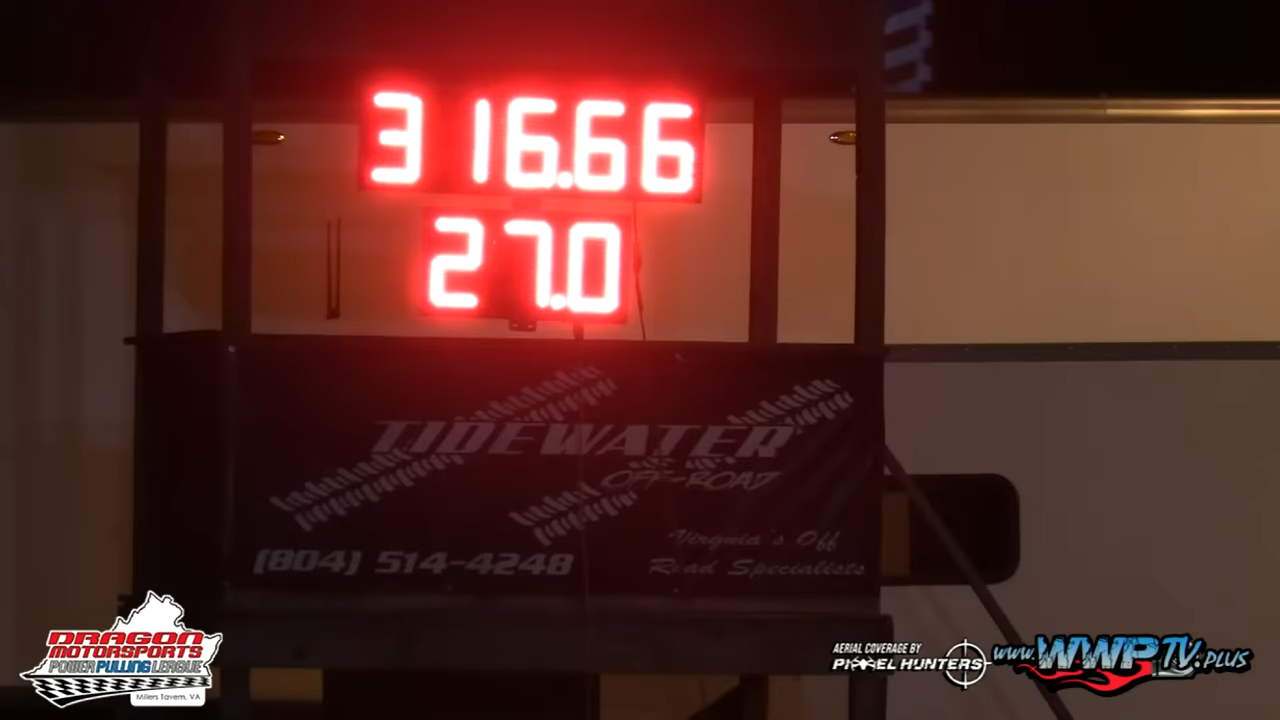 3 16.66
27.0
TIDEWATER
OFF-ROAD
Virginia's Off
Road Specialists
(804) 514-4248
DRAGON
MOTORSPORTS
POWER PULLING LEAGUE
Millers Tavern, VA
AERIAL COVERAGE BY
PIXEL HUNTERS
www.WWPTV.PLUS